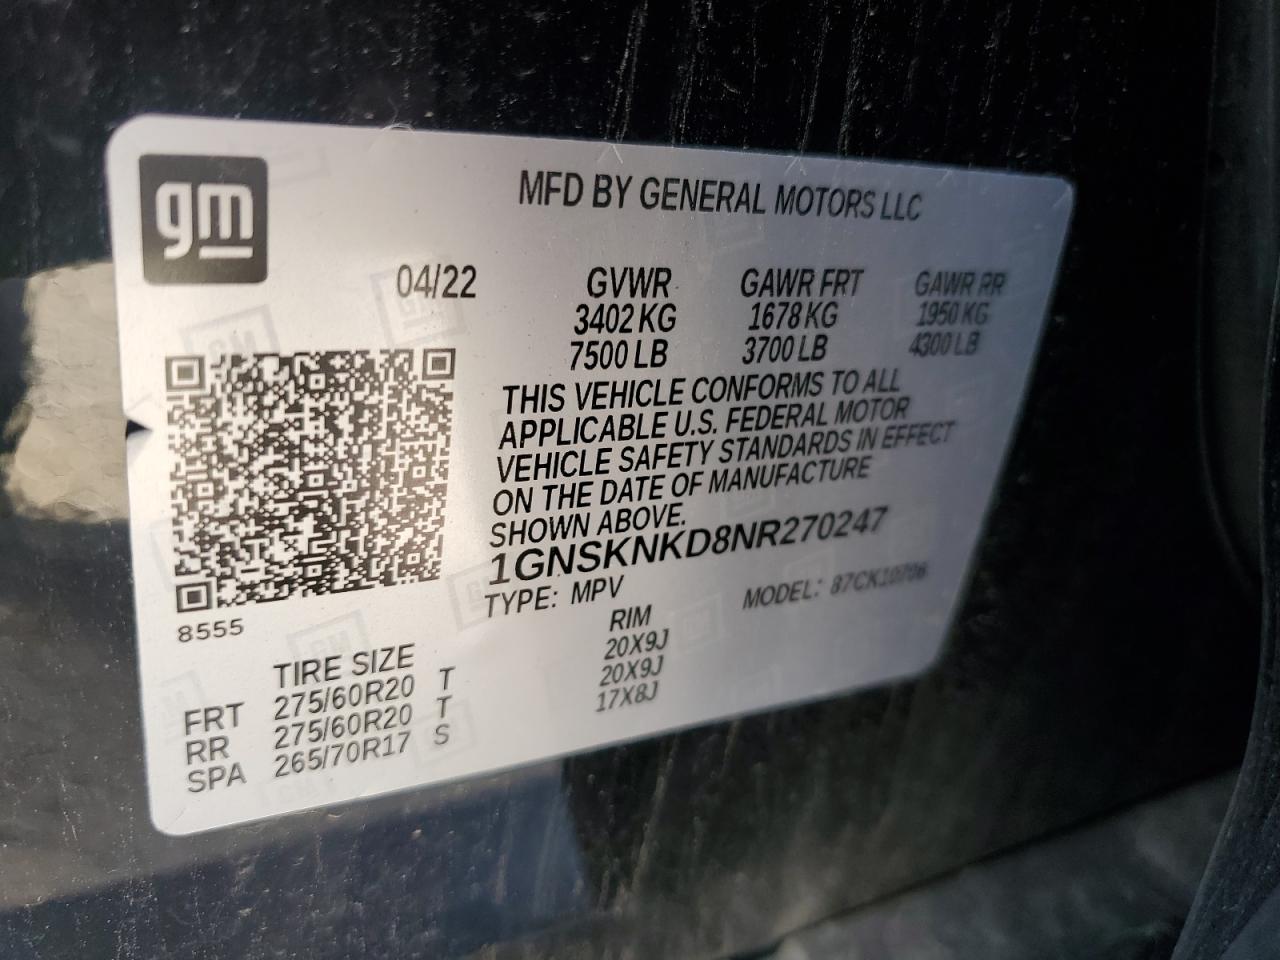 gm
MFD BY GENERAL MOTORS LLC
04/22 GVWR GAWR FRT GAWR RR
3402 KG 1678 KG 1950 KG
7500 LB 3700 LB 4300 LB
THIS VEHICLE CONFORMS TO ALL
APPLICABLE U.S. FEDERAL MOTOR
VEHICLE SAFETY STANDARDS IN EFFECT
ON THE DATE OF MANUFACTURE
SHOWN ABOVE.
1GNSKNKD8NR270247
TYPE: MPV MODEL: 87CK10706
8555
TIRE SIZE RIM
FRT 275/60R20 T 20X9J
RR 275/60R20 T 20X9J
SPA 265/70R17 S 17X8J